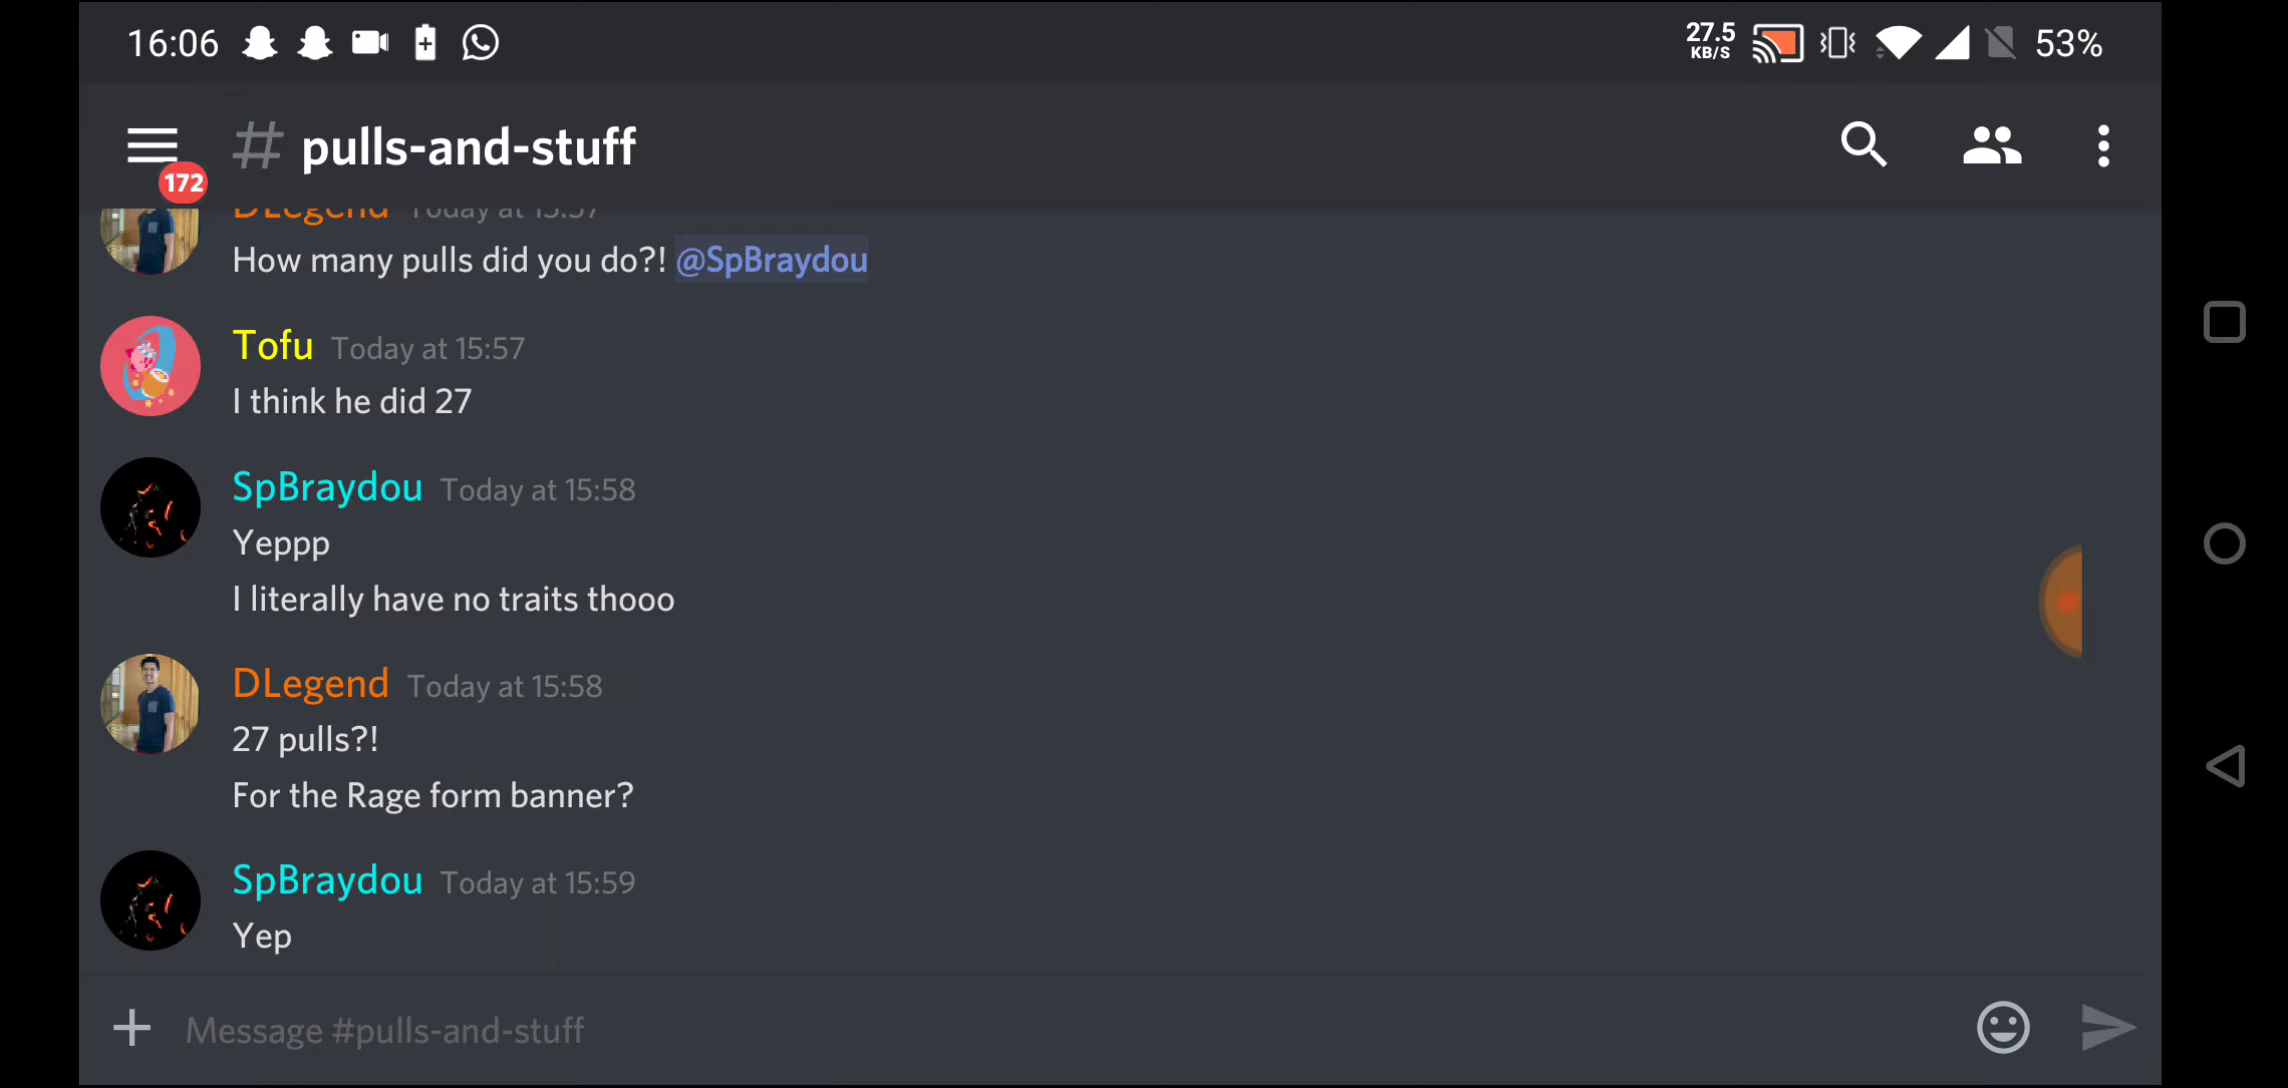 16:06
27.5
KB/S
53%
# pulls-and-stuff
172
DLegend Today at 15:57
How many pulls did you do?! @SpBraydou
Tofu Today at 15:57
I think he did 27
SpBraydou Today at 15:58
Yeppp
I literally have no traits thooo
DLegend Today at 15:58
27 pulls?!
For the Rage form banner?
SpBraydou Today at 15:59
Yep
Message #pulls-and-stuff